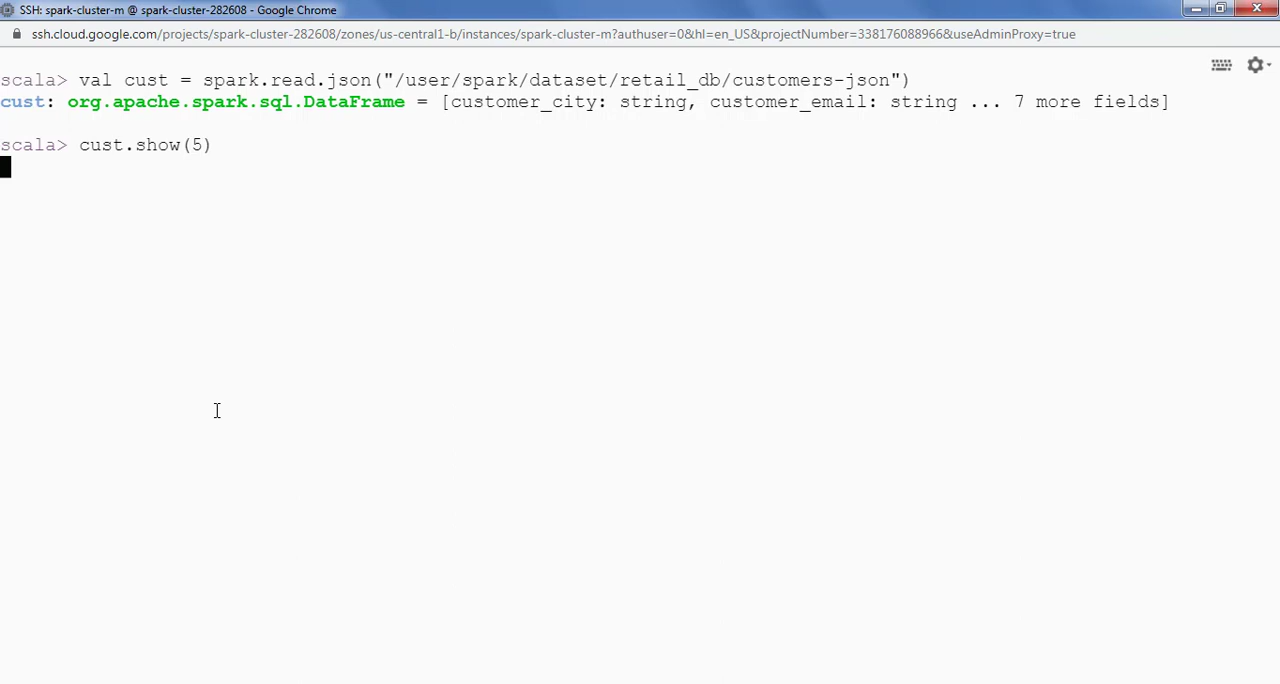 SSH: spark-cluster-m @ spark-cluster-282608 - Google Chrome
ssh.cloud.google.com/projects/spark-cluster-282608/zones/us-central1-b/instances/spark-cluster-m?authuser=0&hl=en_US&projectNumber=338176088966&useAdminProxy=true
scala> val cust = spark.read.json("/user/spark/dataset/retail_db/customers-json")
cust: org.apache.spark.sql.DataFrame = [customer_city: string, customer_email: string ... 7 more fields]
scala> cust.show(5)